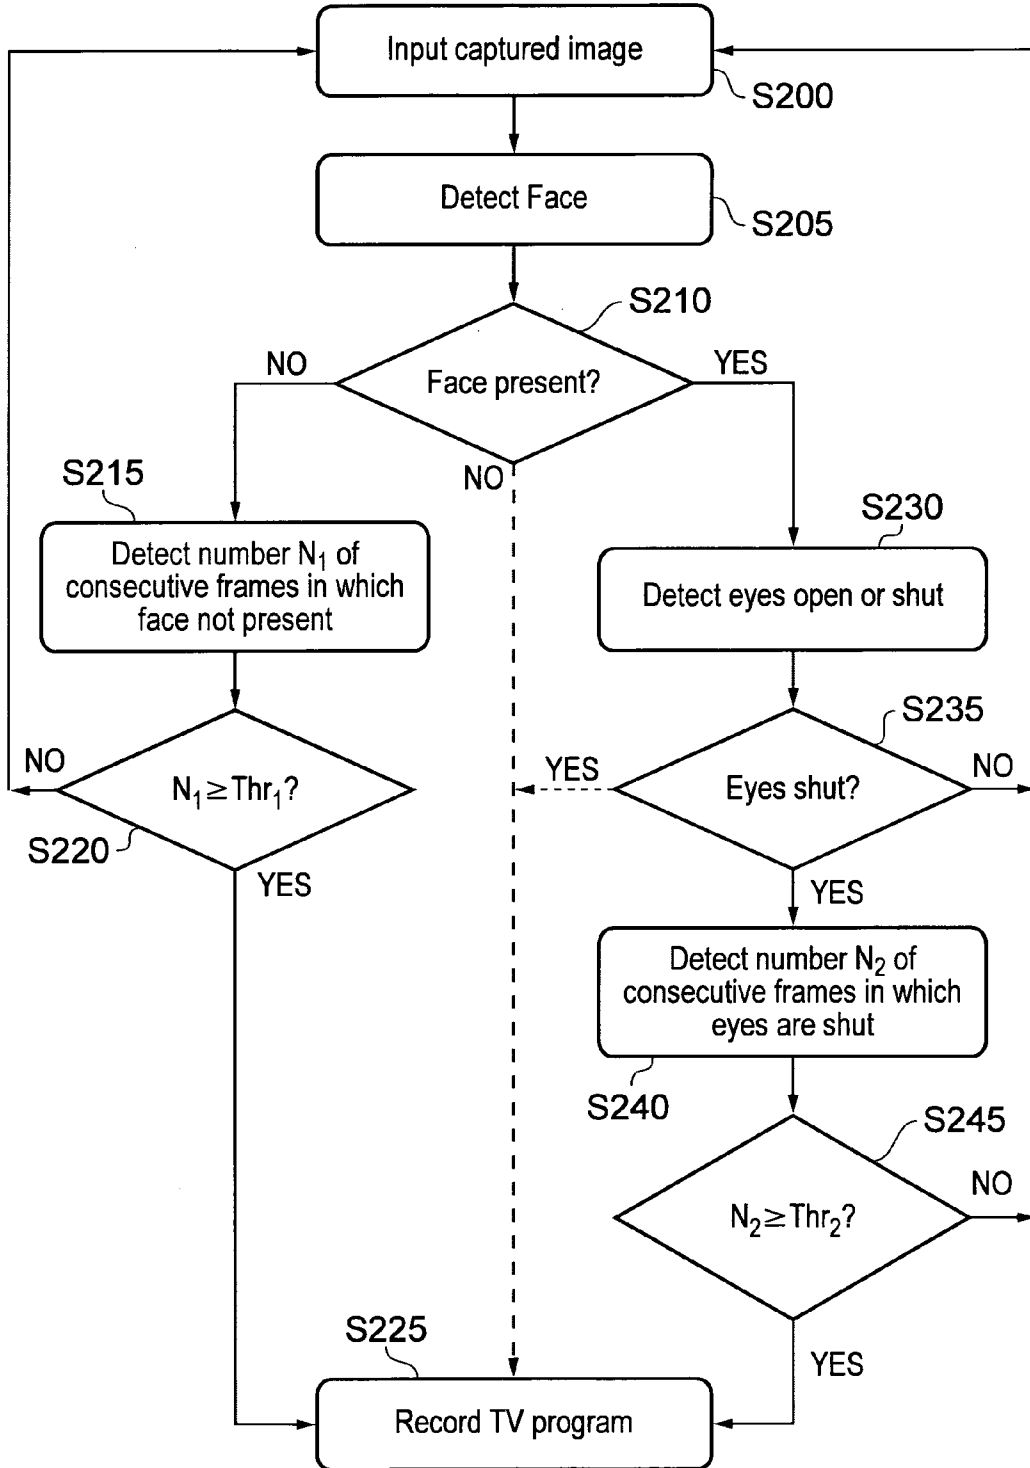 Input captured image
S200
Detect Face
S205
S210
Face present?
NO
YES
NO
S215
Detect number N₁ of
consecutive frames in which
face not present
S230
Detect eyes open or shut
S220
N₁≥Thr₁?
NO
YES
S235
Eyes shut?
YES
NO
YES
Detect number N₂ of
consecutive frames in which
eyes are shut
S240
S245
N₂≥Thr₂?
NO
YES
S225
Record TV program